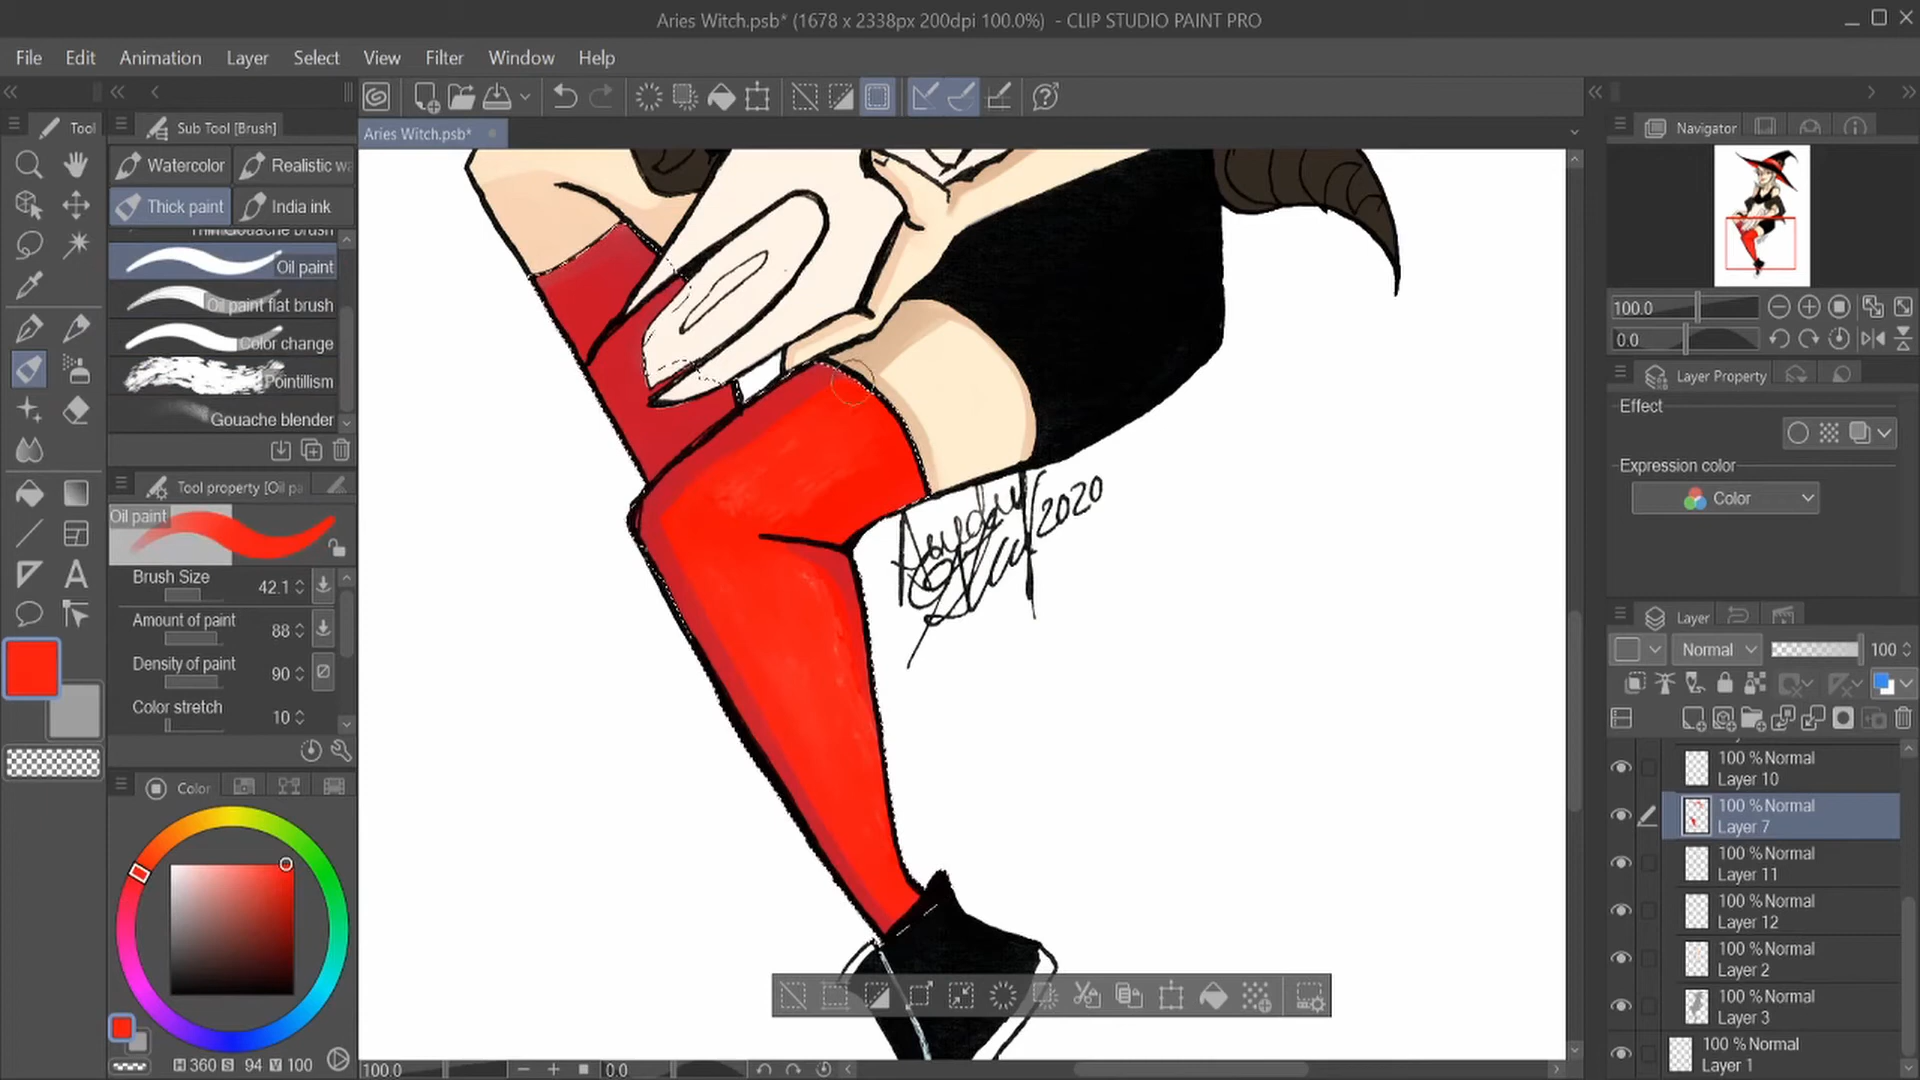 Aries Witch.psb* (1678 x 2338px 200dpi 100.0%) - CLIP STUDIO PAINT PRO
File Edit Animation Layer Select View Filter Window Help
Aries Witch.psb*
Tool
Sub Tool [Brush]
Watercolor
Realistic wa
Thick paint
India ink
Oil paint
Oil paint flat brush
Color change
Pointillism
Gouache blender
Tool property [Oil pa
Oil paint
Brush Size 42.1
Amount of paint 88
Density of paint 90
Color stretch 10
Color
H 360 S 94 V 100
2020
100.0 0.0
Navigator
100.0
0.0
Layer Property
Effect
Expression color
Color
Layer
Normal 100
100 % Normal
Layer 10
100 % Normal
Layer 7
100 % Normal
Layer 11
100 % Normal
Layer 12
100 % Normal
Layer 2
100 % Normal
Layer 3
100 % Normal
Layer 1